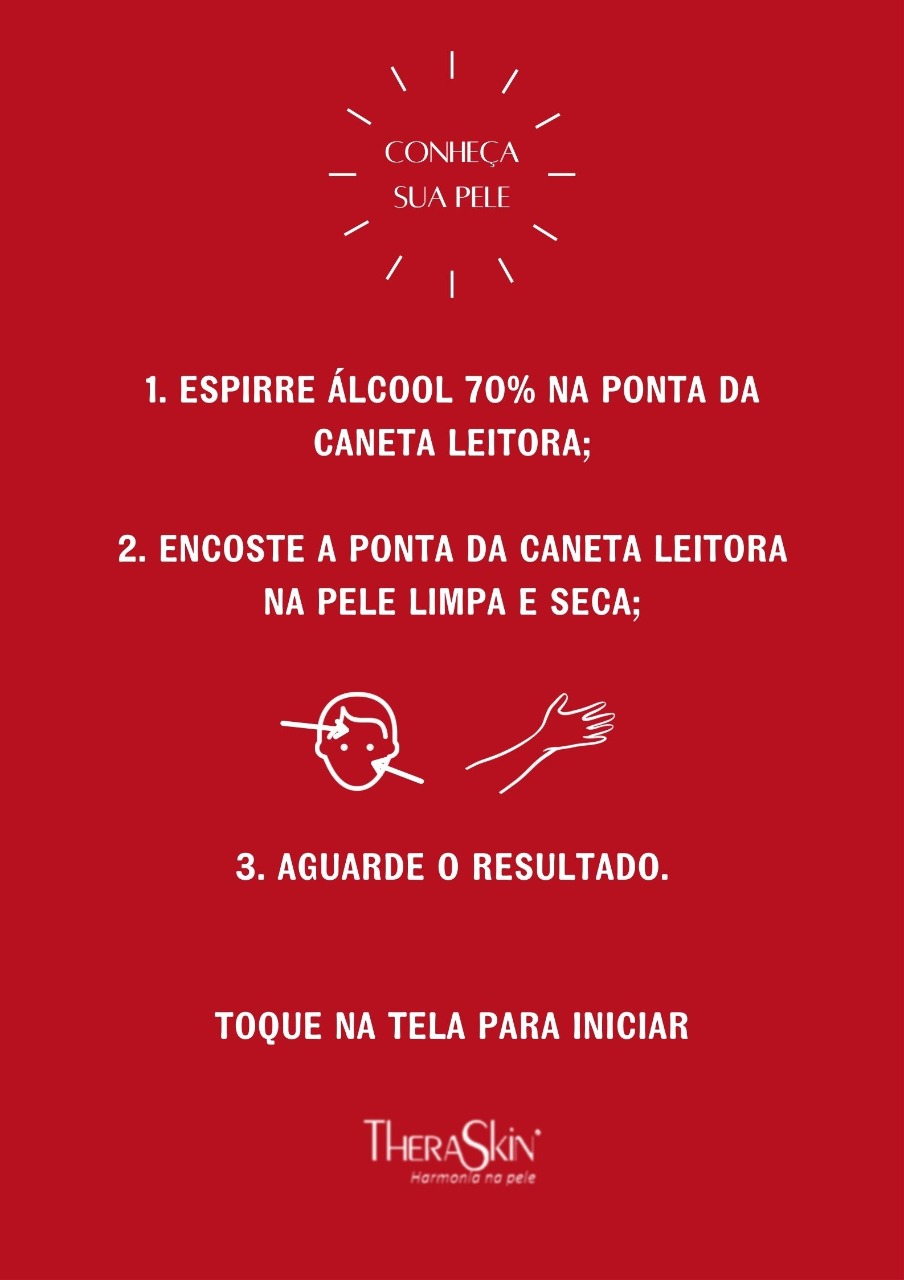 CONHEÇA
SUA PELE
1. ESPIRRE ÁLCOOL 70% NA PONTA DA
CANETA LEITORA;
2. ENCOSTE A PONTA DA CANETA LEITORA
NA PELE LIMPA E SECA;
3. AGUARDE O RESULTADO.
TOQUE NA TELA PARA INICIAR
THERASKIN®
Harmonia na pele